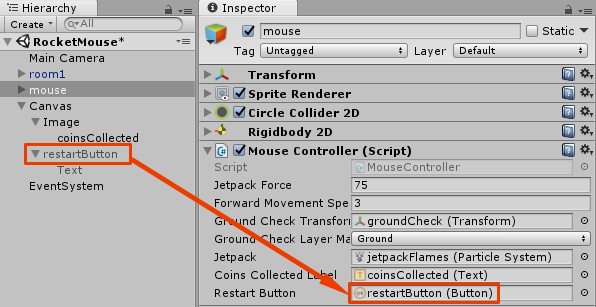 Hierarchy
Create
All
RocketMouse*
Main Camera
room1
mouse
Canvas
Image
coinsCollected
restartButton
Text
EventSystem
Inspector
mouse
Static
Tag Untagged Layer Default
Transform
Sprite Renderer
Circle Collider 2D
Rigidbody 2D
Mouse Controller (Script)
Script MouseController
Jetpack Force 75
Forward Movement Spe 3
Ground Check Transform groundCheck (Transform)
Ground Check Layer Ma Ground
Jetpack jetpackFlames (Particle System)
Coins Collected Label coinsCollected (Text)
Restart Button restartButton (Button)